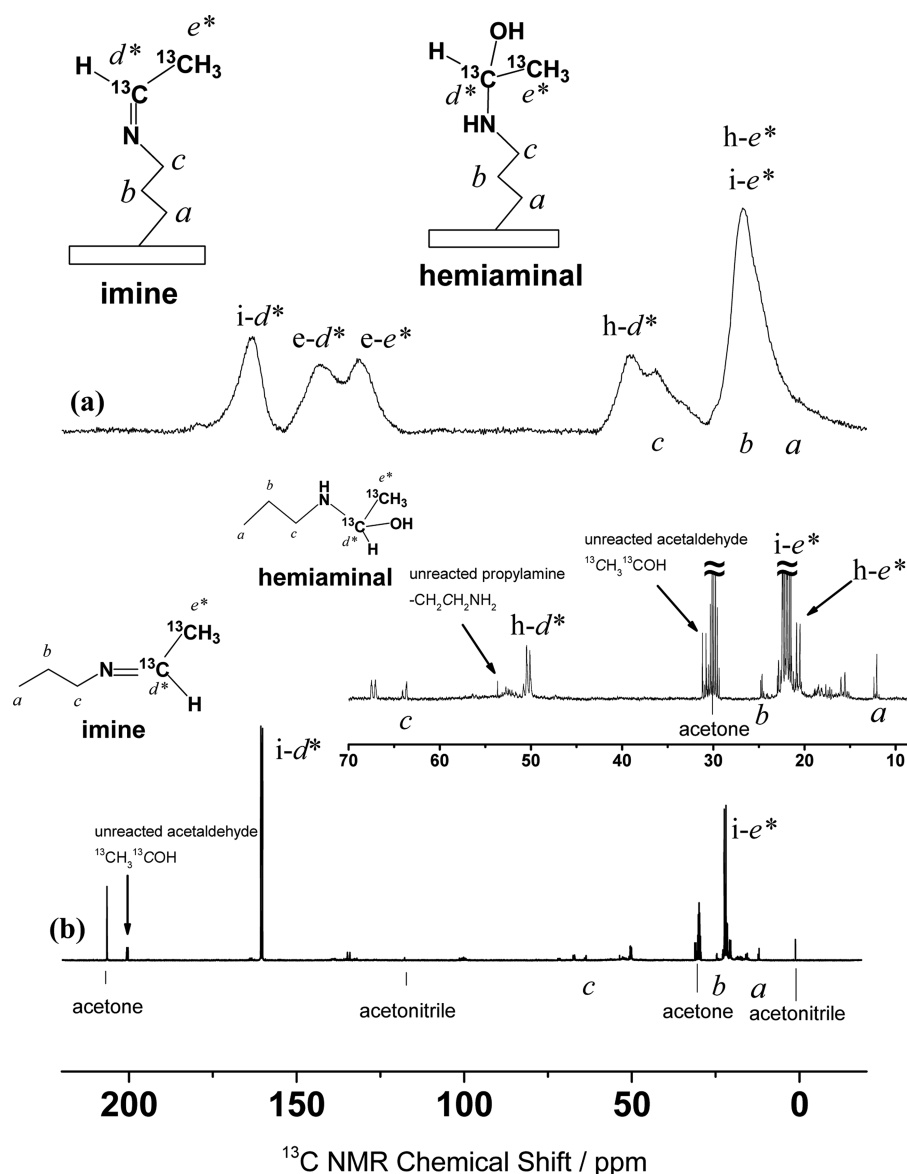 e*
d*
H
¹³CH₃
¹³C
N
c
b
a
imine
OH
H
¹³C
¹³CH₃
d*
e*
HN
c
b
a
hemiaminal
h-e*
i-e*
i-d*
e-d*
e-e*
h-d*
(a)
c
b
a
b
H
N
e*
¹³CH₃
a
c
¹³C
OH
d*
H
hemiaminal
unreacted propylamine
-CH₂CH₂NH₂
h-d*
unreacted acetaldehyde
¹³CH₃¹³COH
i-e*
h-e*
c
b
a
acetone
70
60
50
40
30
20
10
e*
¹³CH₃
b
N
¹³C
a
c
d*
H
imine
i-d*
unreacted acetaldehyde
¹³CH₃¹³COH
i-e*
(b)
acetone
acetonitrile
c
acetone
b
a
acetonitrile
200
150
100
50
0
¹³C NMR Chemical Shift / ppm